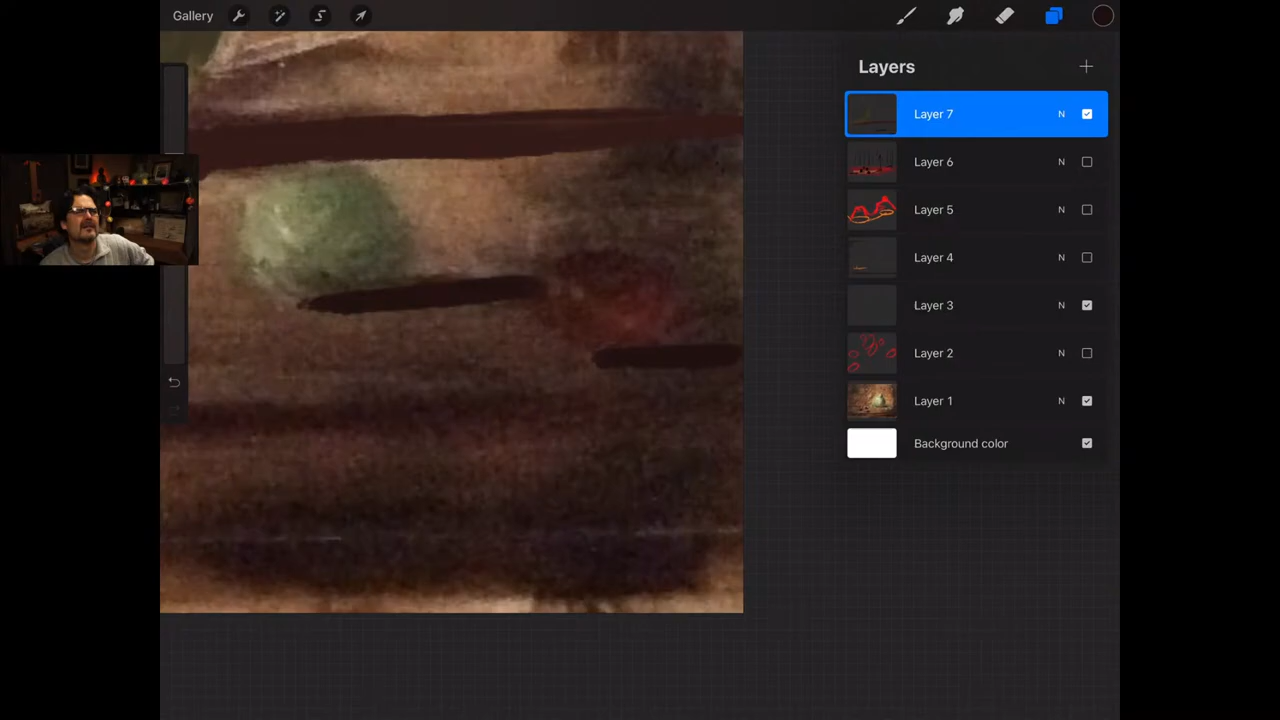 Gallery
Layers
Layer 7 N
Layer 6 N
Layer 5 N
Layer 4 N
Layer 3 N
Layer 2 N
Layer 1 N
Background color